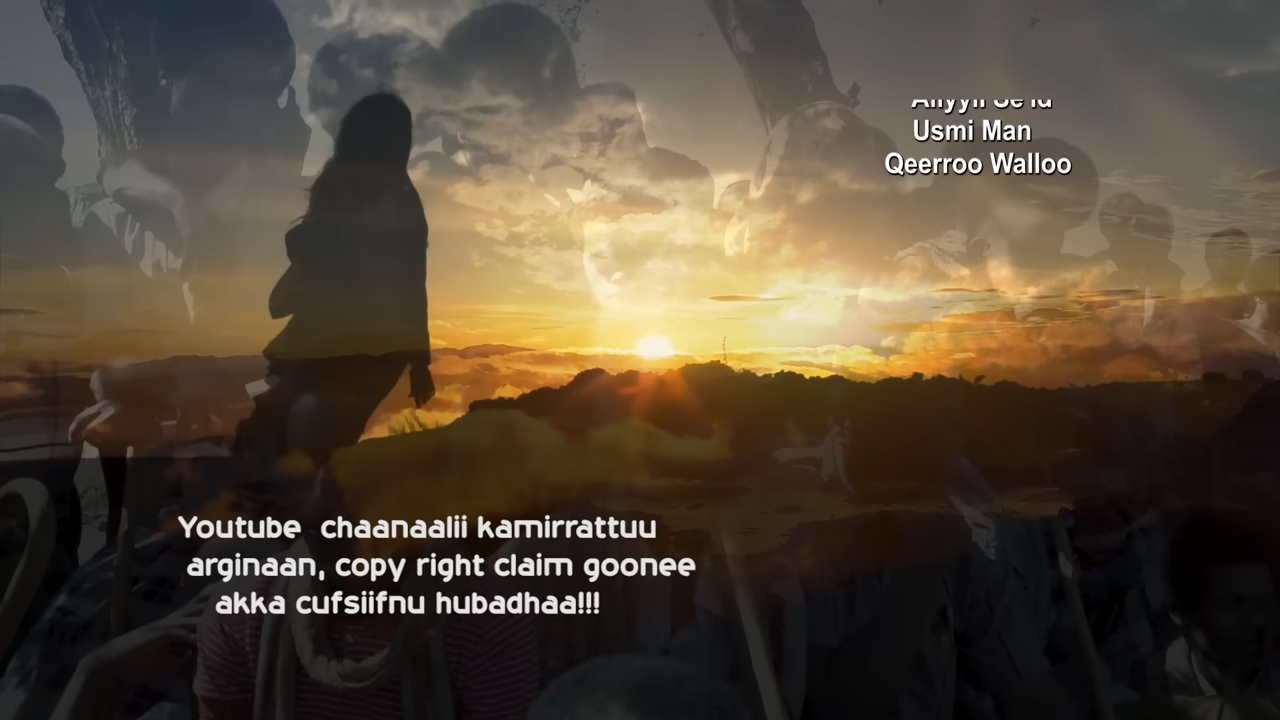 Usmi Man
Qeerroo Walloo
Youtube chaanaalii kamirrattuu
arginaan, copy right claim goonee
akka cufsiifnu hubadhaa!!!